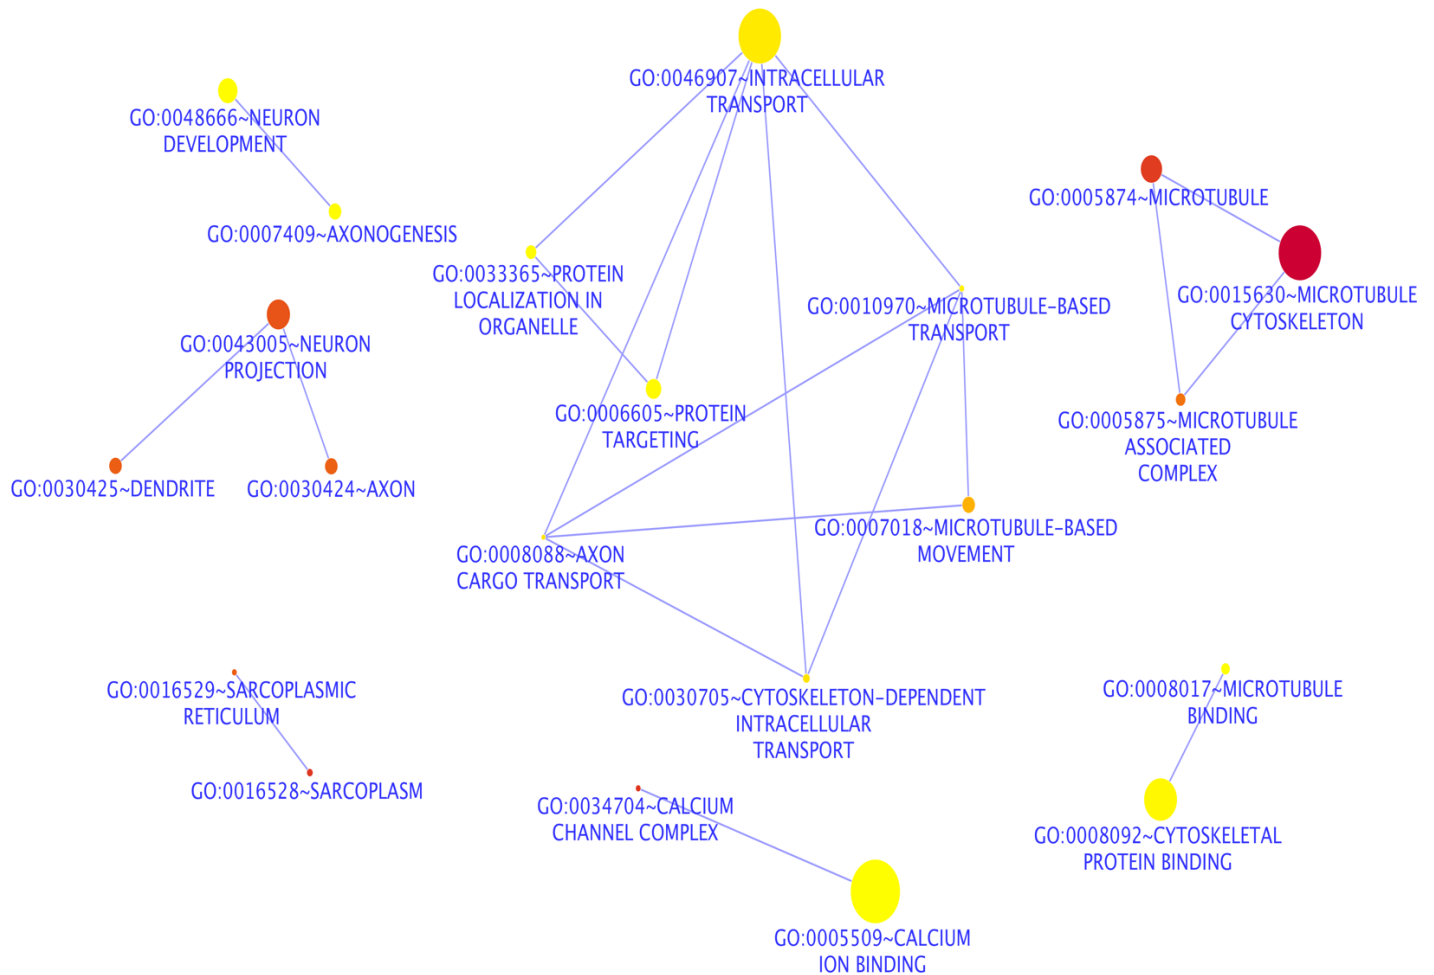 GO:0046907~INTRACELLULAR
TRANSPORT
GO:0048666~NEURON
DEVELOPMENT
GO:0005874~MICROTUBULE
GO:0007409~AXONOGENESIS
GO:0033365~PROTEIN
LOCALIZATION IN
ORGANELLE
GO:0010970~MICROTUBULE-BASED
TRANSPORT
GO:0015630~MICROTUBULE
CYTOSKELETON
GO:0043005~NEURON
PROJECTION
GO:0006605~PROTEIN
TARGETING
GO:0005875~MICROTUBULE
ASSOCIATED
COMPLEX
GO:0030425~DENDRITE
GO:0030424~AXON
GO:0007018~MICROTUBULE-BASED
MOVEMENT
GO:0008088~AXON
CARGO TRANSPORT
GO:0016529~SARCOPLASMIC
RETICULUM
GO:0030705~CYTOSKELETON-DEPENDENT
INTRACELLULAR
TRANSPORT
GO:0008017~MICROTUBULE
BINDING
GO:0016528~SARCOPLASM
GO:0034704~CALCIUM
CHANNEL COMPLEX
GO:0008092~CYTOSKELETAL
PROTEIN BINDING
GO:0005509~CALCIUM
ION BINDING